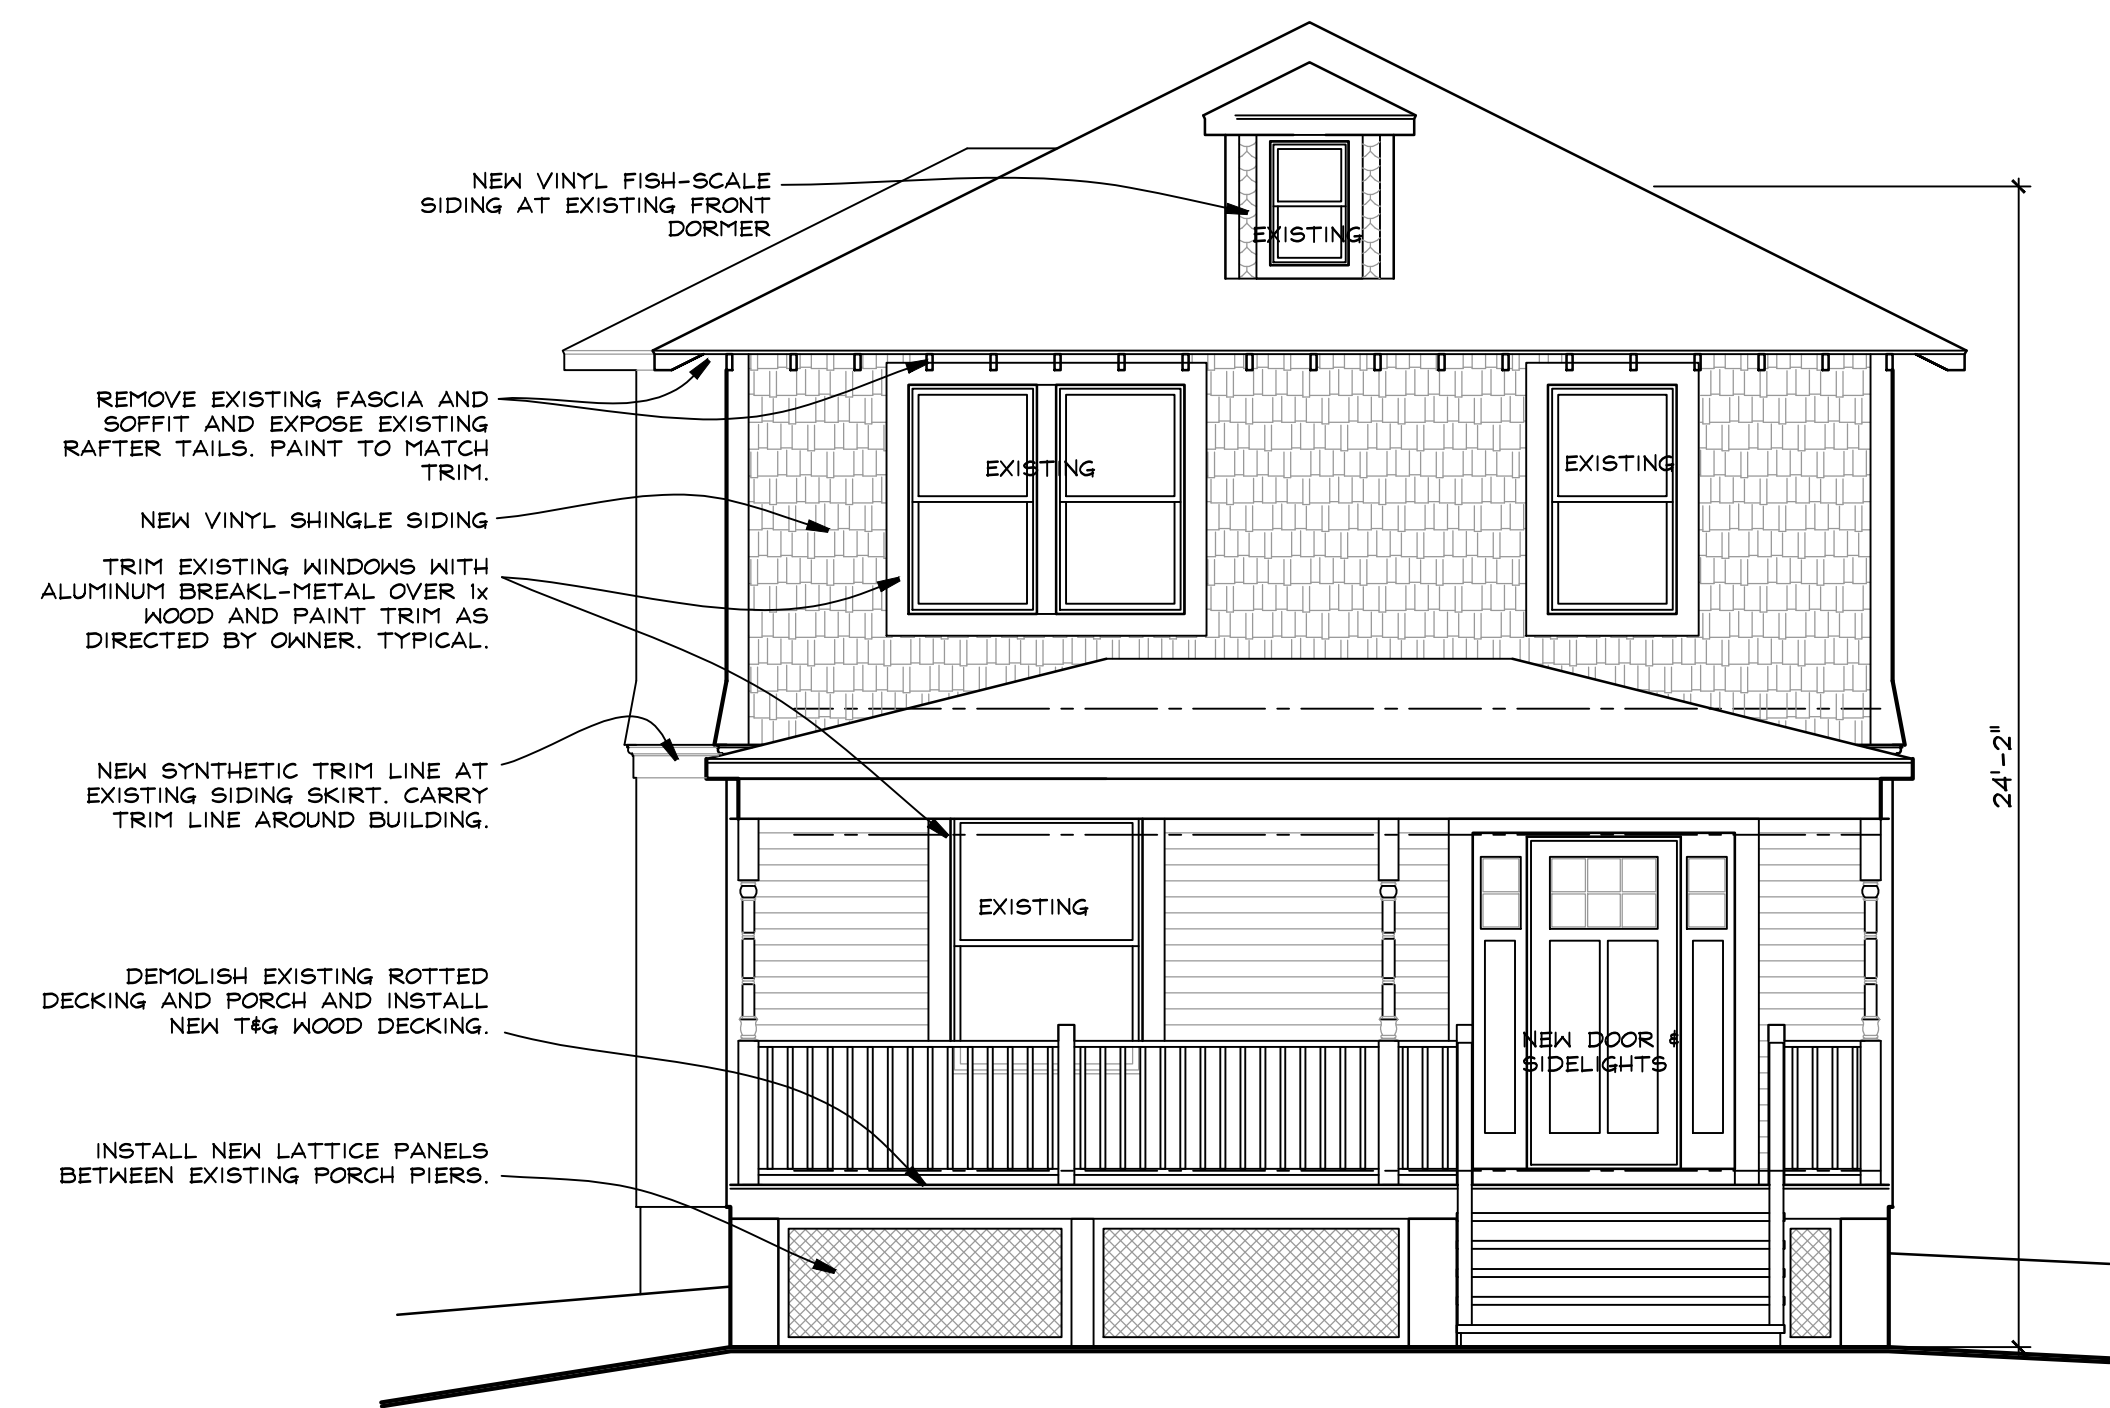 NEW VINYL FISH-SCALE
SIDING AT EXISTING FRONT
DORMER
EXISTING
REMOVE EXISTING FASCIA AND
SOFFIT AND EXPOSE EXISTING
RAFTER TAILS. PAINT TO MATCH
TRIM.
EXISTING
EXISTING
NEW VINYL SHINGLE SIDING
TRIM EXISTING WINDOWS WITH
ALUMINUM BREAKL-METAL OVER 1x
WOOD AND PAINT TRIM AS
DIRECTED BY OWNER. TYPICAL.
NEW SYNTHETIC TRIM LINE AT
EXISTING SIDING SKIRT. CARRY
TRIM LINE AROUND BUILDING.
24'-2"
EXISTING
DEMOLISH EXISTING ROTTED
DECKING AND PORCH AND INSTALL
NEW T&G WOOD DECKING.
NEW DOOR &
SIDELIGHTS
INSTALL NEW LATTICE PANELS
BETWEEN EXISTING PORCH PIERS.